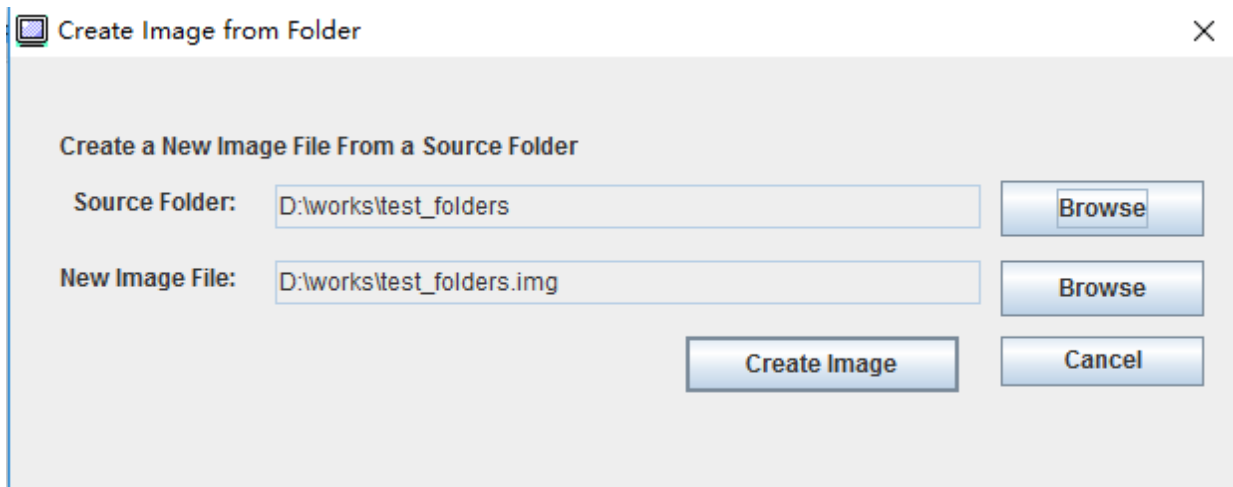 Create Image from Folder
Create a New Image File From a Source Folder
Source Folder: D:\works\test_folders Browse
New Image File: D:\works\test_folders.img Browse
Create Image Cancel